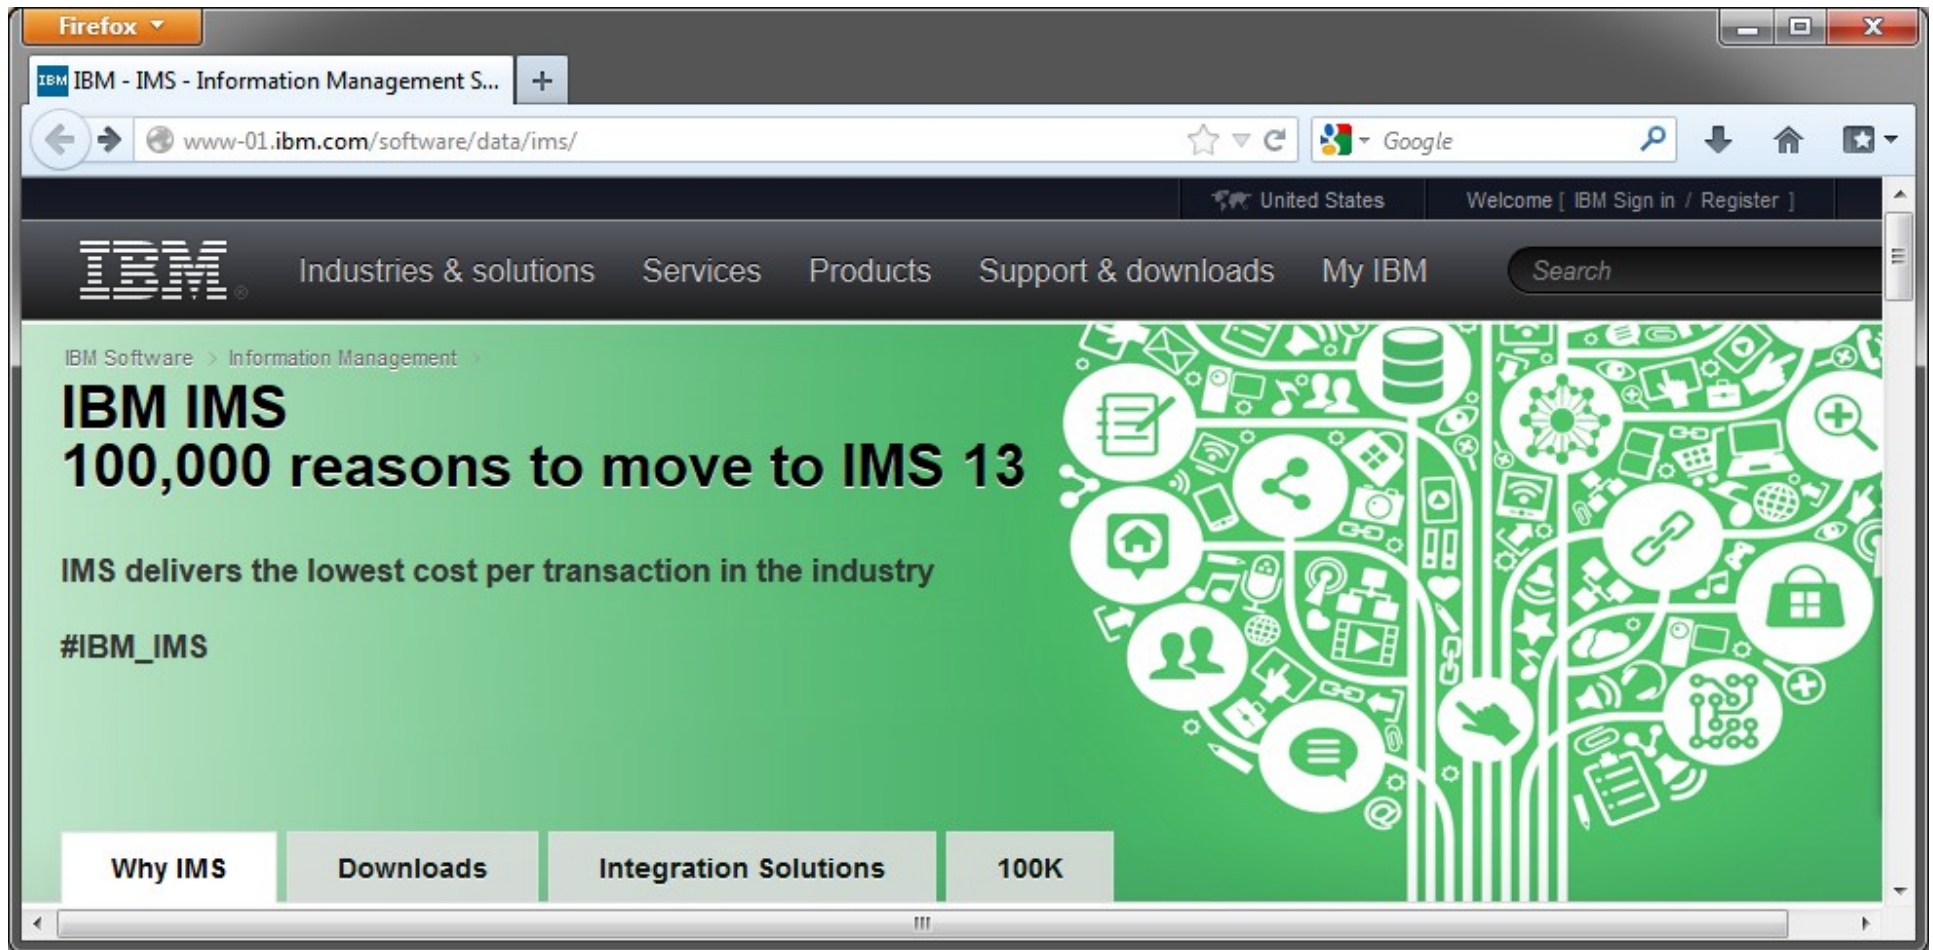 Firefox
IBM IBM - IMS - Information Management S...
www-01.ibm.com/software/data/ims/
Google
United States
Welcome [ IBM Sign in / Register ]
IBM®
Industries & solutions
Services
Products
Support & downloads
My IBM
Search
IBM Software > Information Management >
IBM IMS
100,000 reasons to move to IMS 13
IMS delivers the lowest cost per transaction in the industry
#IBM_IMS
Why IMS
Downloads
Integration Solutions
100K